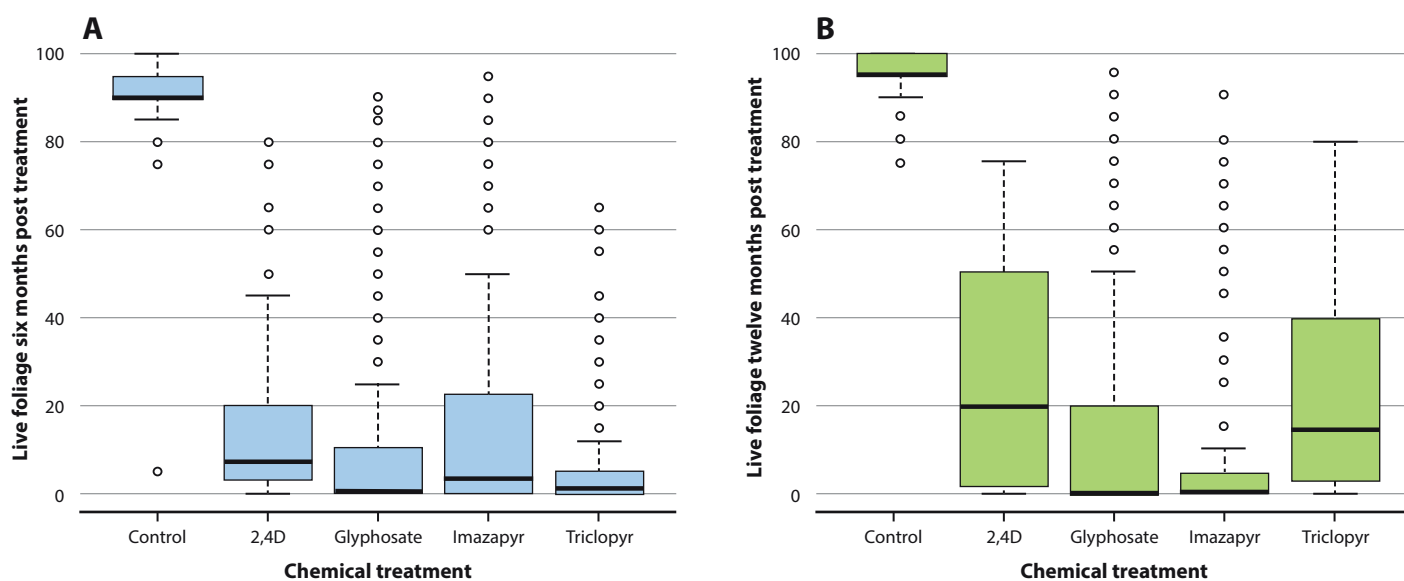 A
Live foliage six months post treatment
100
80
60
40
20
0
Control 2,4D Glyphosate Imazapyr Triclopyr
Chemical treatment
B
Live foliage twelve months post treatment
100
80
60
40
20
0
Control 2,4D Glyphosate Imazapyr Triclopyr
Chemical treatment